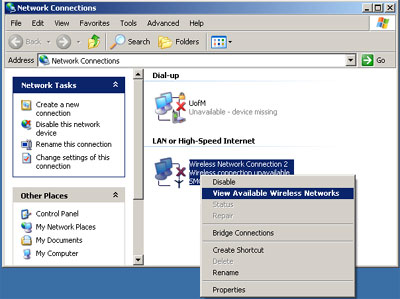 Network Connections
File Edit View Favorites Tools Advanced Help
Back Search Folders
Address Network Connections Go
Network Tasks
Create a new
connection
Disable this network
device
Rename this connection
Change settings of this
connection
Other Places
Control Panel
My Network Places
My Documents
My Computer
Dial-up
UofM
Unavailable - device missing
LAN or High-Speed Internet
Wireless Network Connection 2
Wireless connection unavailable
Disable
View Available Wireless Networks
Status
Repair
Bridge Connections
Create Shortcut
Delete
Rename
Properties